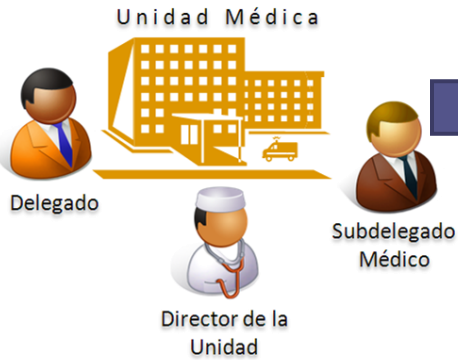 Unidad Médica
Delegado
Subdelegado
Médico
Director de la
Unidad